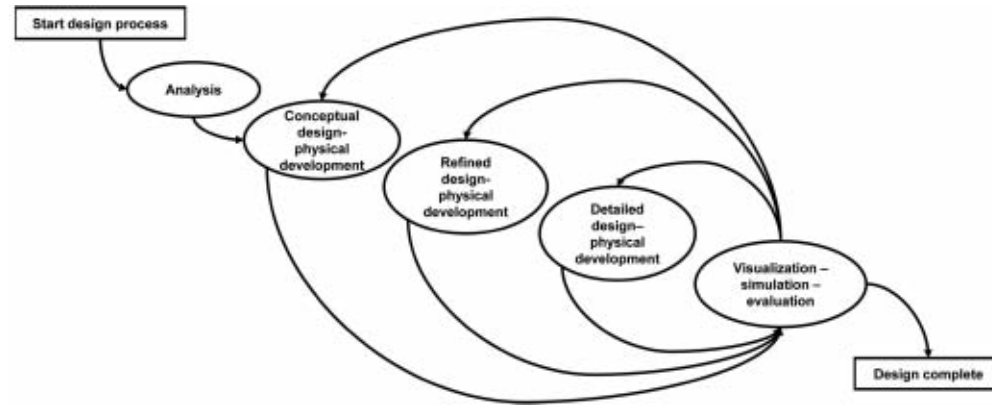 Start design process
Analysis
Conceptual
design-
physical
development
Refined
design-
physical
development
Detailed
design–
physical
development
Visualization –
simulation –
evaluation
Design complete